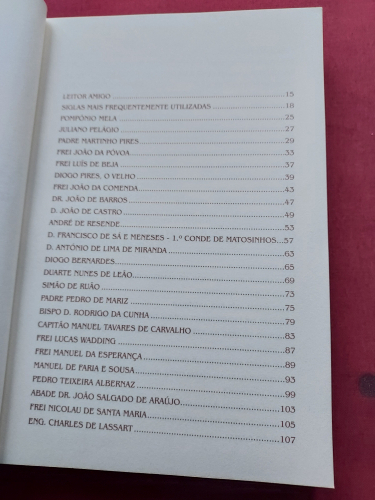 LEITOR AMIGO 15
SIGLAS MAIS FREQUENTEMENTE UTILIZADAS 18
POMPÓNIO MELA 25
JULIANO PELÁGIO 27
PADRE MARTINHO PIRES 29
FREI JOÃO DA PÓVOA 33
FREI LUÍS DE BEJA 37
DIOGO PIRES, O VELHO 39
FREI JOÃO DA COMENDA 43
DR. JOÃO DE BARROS 47
D. JOÃO DE CASTRO 49
ANDRÉ DE RESENDE 53
D. FRANCISCO DE SÁ E MENESES - 1.º CONDE DE MATOSINHOS 57
D. ANTÓNIO DE LIMA DE MIRANDA 63
DIOGO BERNARDES 65
DUARTE NUNES DE LEÃO 69
SIMÃO DE RUÃO 73
PADRE PEDRO DE MARIZ 75
BISPO D. RODRIGO DA CUNHA 79
CAPITÃO MANUEL TAVARES DE CARVALHO 83
FREI LUCAS WADDING 87
FREI MANUEL DA ESPERANÇA 89
MANUEL DE FARIA E SOUSA 93
PEDRO TEIXEIRA ALBERNAZ 99
ABADE DR. JOÃO SALGADO DE ARAÚJO 103
FREI NICOLAU DE SANTA MARIA 105
ENG. CHARLES DE LASSART 107